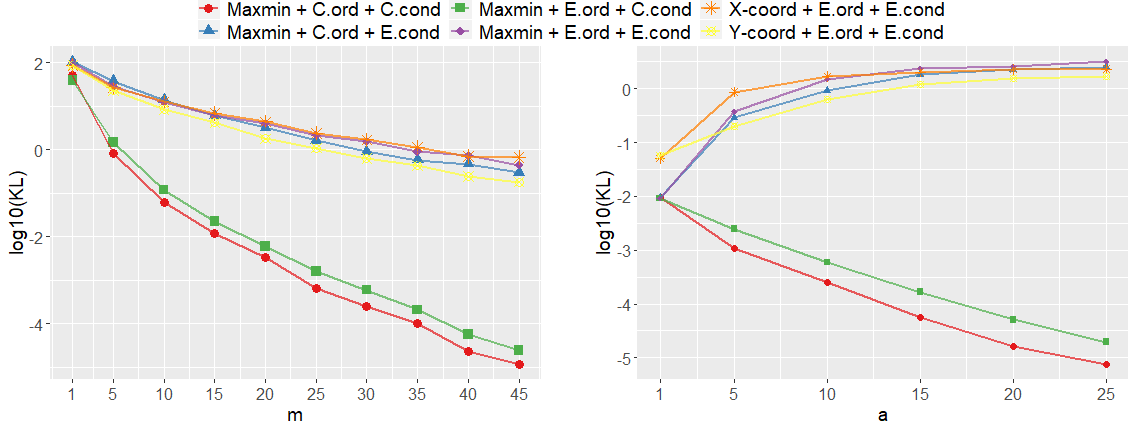 Maxmin + C.ord + C.cond Maxmin + E.ord + C.cond X-coord + E.ord + E.cond
Maxmin + C.ord + E.cond Maxmin + E.ord + E.cond Y-coord + E.ord + E.cond
log10(KL)
2
0
-2
-4
1 5 10 15 20 25 30 35 40 45
m
log10(KL)
0
-1
-2
-3
-4
-5
1 5 10 15 20 25
a